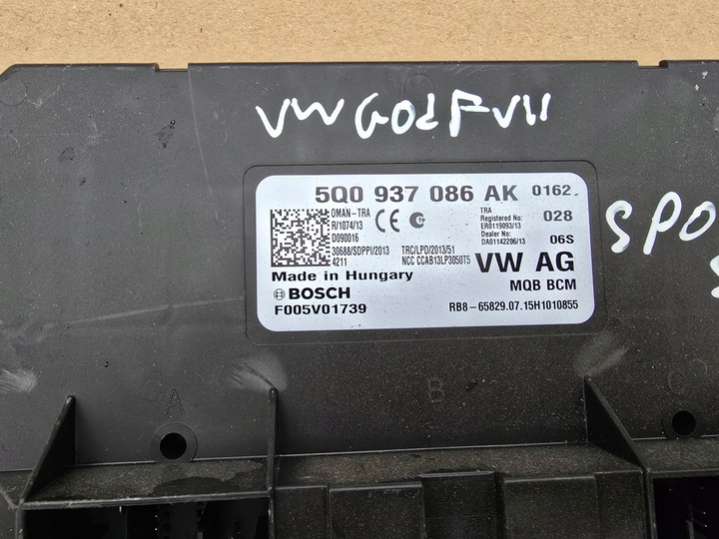 VW GOLF VII
SPO
5Q0 937 086 AK 0162
OMAN-TRA
R/1074/13
D090016
30688/SDPPI/2013
4211
CE
TRC/LPD/2013/51
NCC CCAB13LP3050T5
TRA
Registered No:
ER0119093/13
Dealer No:
DA01142206/13
028
06S
Made in Hungary
VW AG
BOSCH
MQB BCM
F005V01739
RB8-65829.07.15H1010855
A
B
C